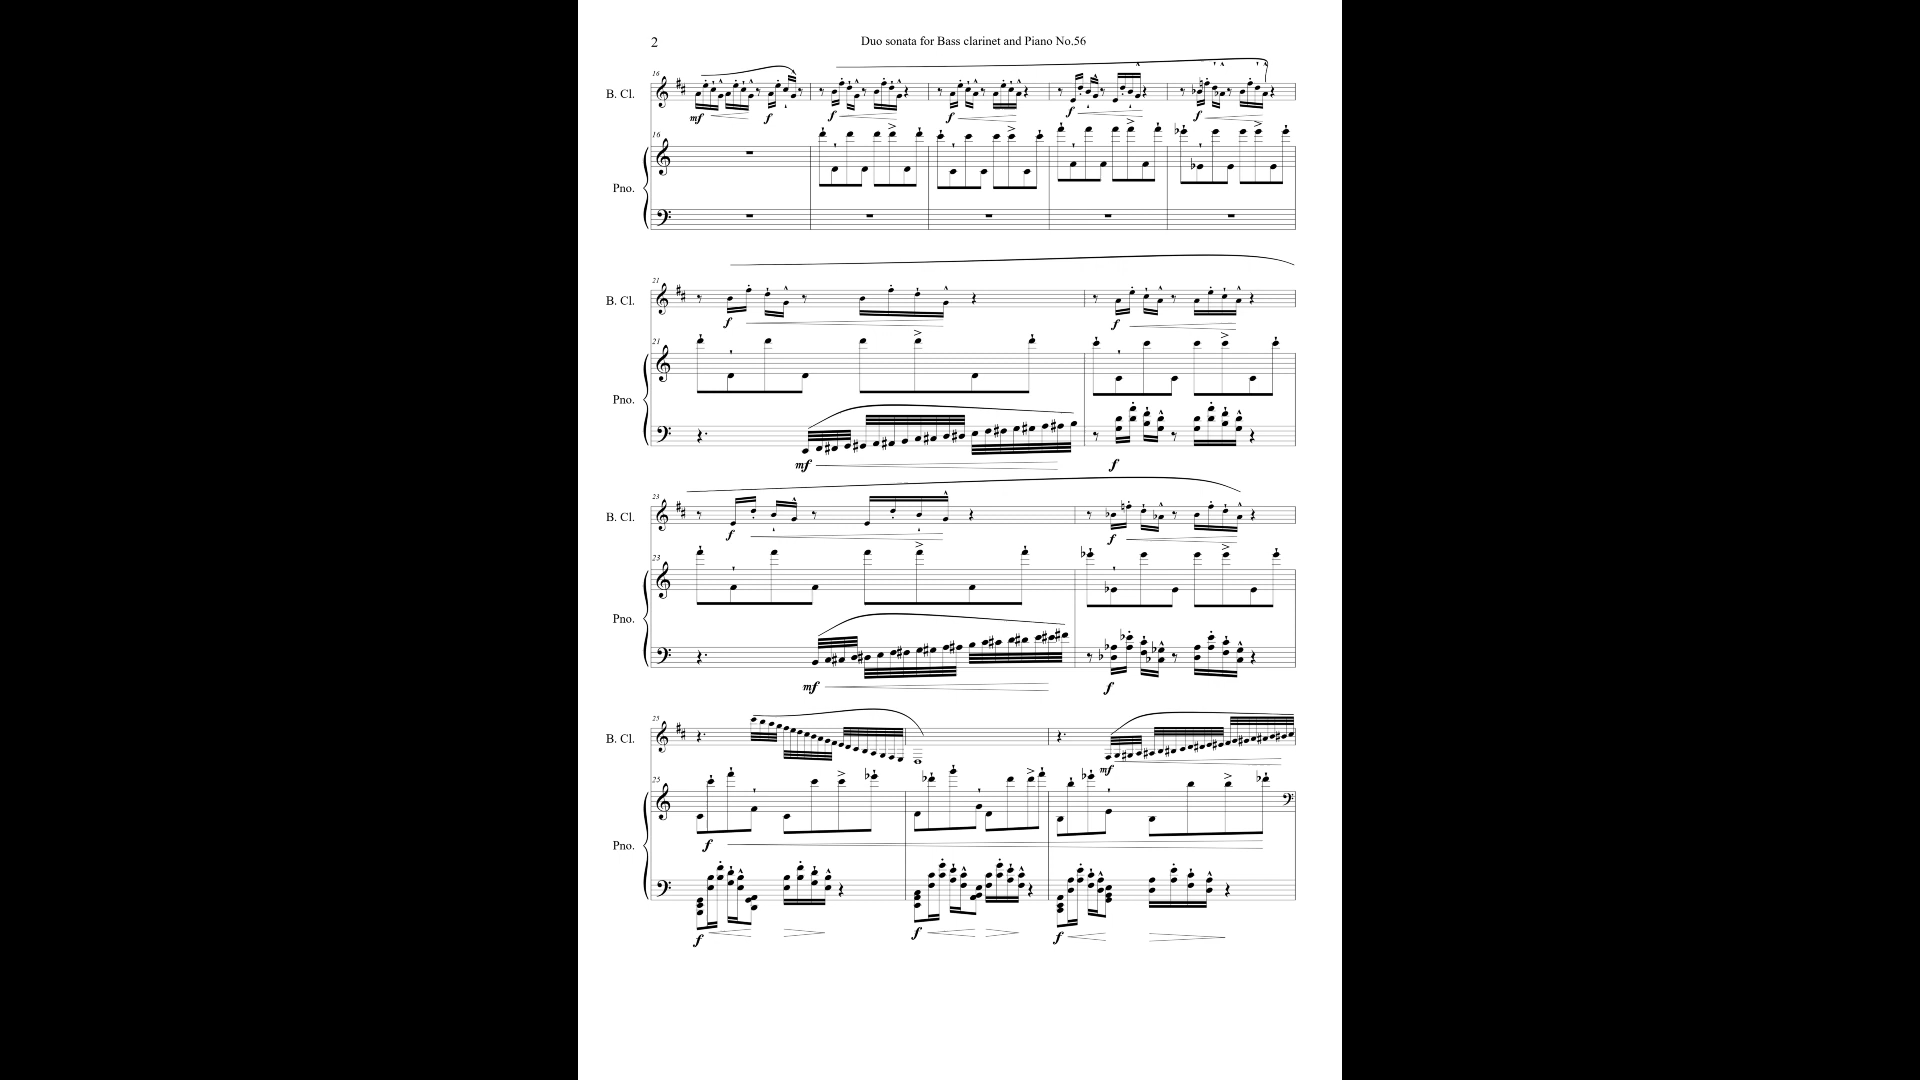 2
Duo sonata for Bass clarinet and Piano No.56
16
B. Cl.
mf
f
f
f
f
f
16
Pno.
21
B. Cl.
f
f
21
Pno.
mf
f
23
B. Cl.
f
f
23
Pno.
mf
f
25
B. Cl.
mf
25
f
Pno.
f
f
f